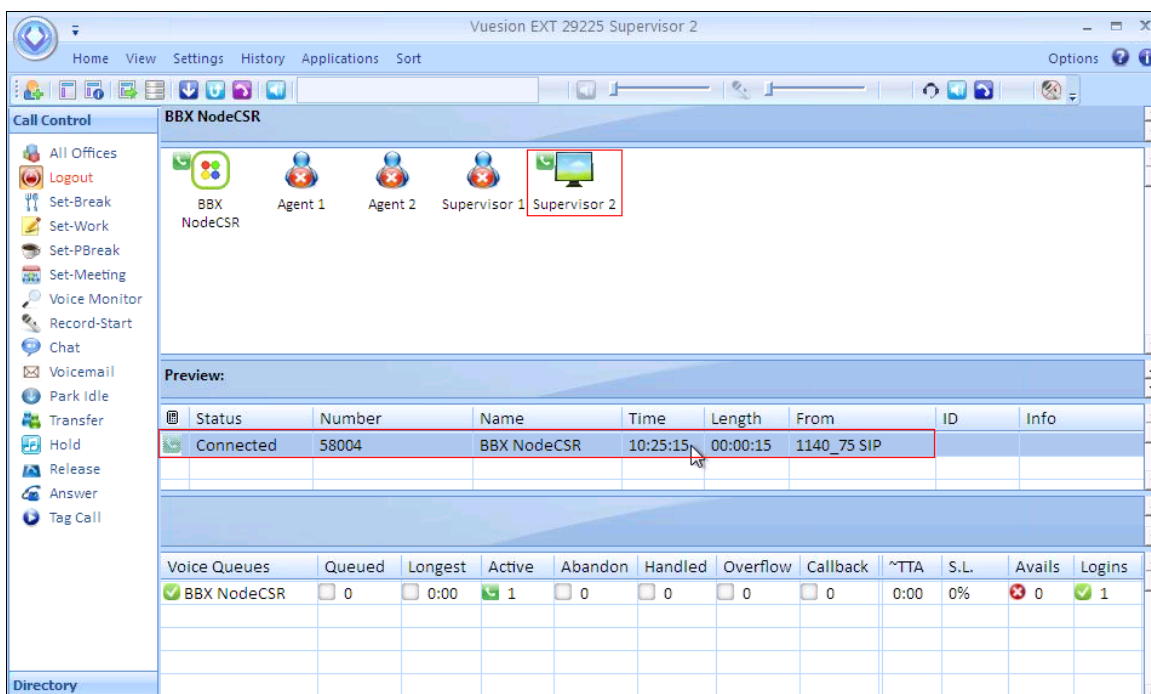 Vuesion EXT 29225 Supervisor 2
Home View Settings History Applications Sort Options
Call Control
BBX NodeCSR
All Offices
Logout
Set-Break
Set-Work
Set-PBreak
Set-Meeting
Voice Monitor
Record-Start
Chat
Voicemail
Park Idle
Transfer
Hold
Release
Answer
Tag Call
Directory
BBX NodeCSR
Agent 1
Agent 2
Supervisor 1
Supervisor 2
Preview:
Status Number Name Time Length From ID Info
Connected 58004 BBX NodeCSR 10:25:15 00:00:15 1140_75 SIP
Voice Queues Queued Longest Active Abandon Handled Overflow Callback ~TTA S.L. Avails Logins
BBX NodeCSR 0 0:00 1 0 0 0 0 0:00 0% 0 1